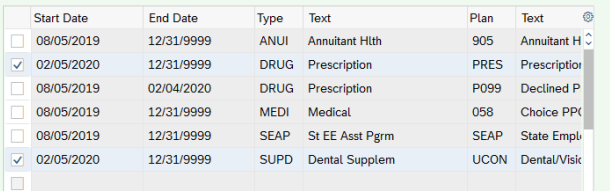 Start Date End Date Type Text Plan Text
08/05/2019 12/31/9999 ANUI Annuitant Hlth 905 Annuitant H
02/05/2020 12/31/9999 DRUG Prescription PRES Prescription
08/05/2019 02/04/2020 DRUG Prescription P099 Declined P
08/05/2019 12/31/9999 MEDI Medical 058 Choice PPO
08/05/2019 12/31/9999 SEAP St EE Asst Pgrm SEAP State Empl
02/05/2020 12/31/9999 SUPD Dental Supplem UCON Dental/Visio